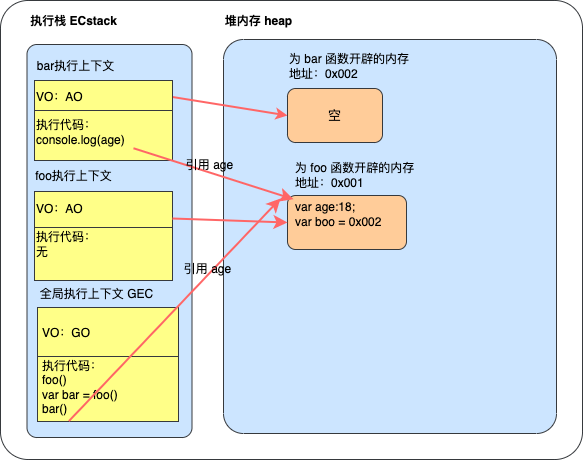 执行栈 ECstack
bar执行上下文
VO：AO
执行代码：
console.log(age)
foo执行上下文
VO：AO
执行代码：
无
全局执行上下文 GEC
VO：GO
执行代码：
foo()
var bar = foo()
bar()
引用 age
引用 age
堆内存 heap
为 bar 函数开辟的内存
地址：0x002
空
为 foo 函数开辟的内存
地址：0x001
var age:18;
var boo = 0x002